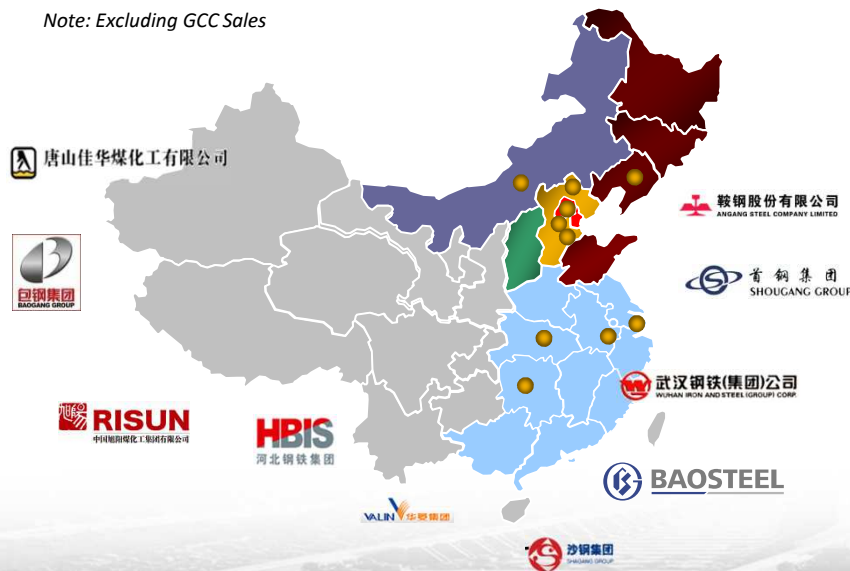 Note: Excluding GCC Sales
唐山佳华煤化工有限公司
鞍钢股份有限公司
ANGANG STEEL COMPANY LIMITED
包钢集团
BAOGANG GROUP
首钢集团
SHOUGANG GROUP
武汉钢铁(集团)公司
WUHAN IRON AND STEEL (GROUP) CORP.
旭陽
RISUN
中国旭阳煤化工集团有限公司
HBIS
河北钢铁集团
BAOSTEEL
VALIN 华菱集团
沙钢集团
SHAGANG GROUP